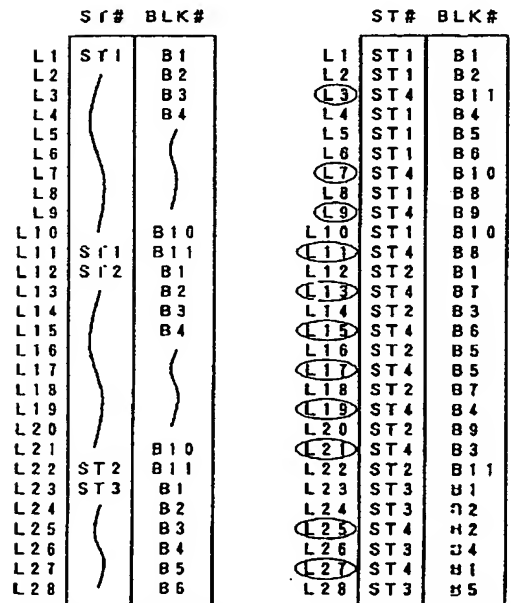 ST# BLK#
L1 ST1 B1
L2 B2
L3 B3
L4 B4
L5
L6
L7
L8
L9
L10 B10
L11 ST1 B11
L12 ST2 B1
L13 B2
L14 B3
L15 B4
L16
L17
L18
L19
L20
L21 B10
L22 ST2 B11
L23 ST3 B1
L24 B2
L25 B3
L26 B4
L27 B5
L28 B6
ST# BLK#
L1 ST1 B1
L2 ST1 B2
L3 ST4 B11
L4 ST1 B4
L5 ST1 B5
L6 ST1 B6
L7 ST4 B10
L8 ST1 B8
L9 ST4 B9
L10 ST1 B10
L11 ST4 B8
L12 ST2 B1
L13 ST4 B7
L14 ST2 B3
L15 ST4 B6
L16 ST2 B5
L17 ST4 B5
L18 ST2 B7
L19 ST4 B4
L20 ST2 B9
L21 ST4 B3
L22 ST2 B11
L23 ST3 B1
L24 ST3 B2
L25 ST4 B2
L26 ST3 B4
L27 ST4 B1
L28 ST3 B5